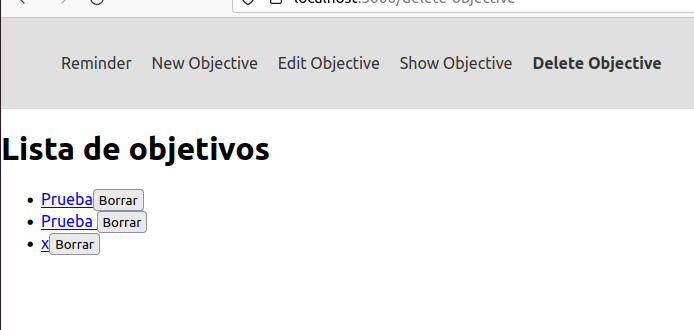 localhost:3000/delete-objective
Reminder New Objective Edit Objective Show Objective Delete Objective
Lista de objetivos
Prueba Borrar
Prueba Borrar
x Borrar